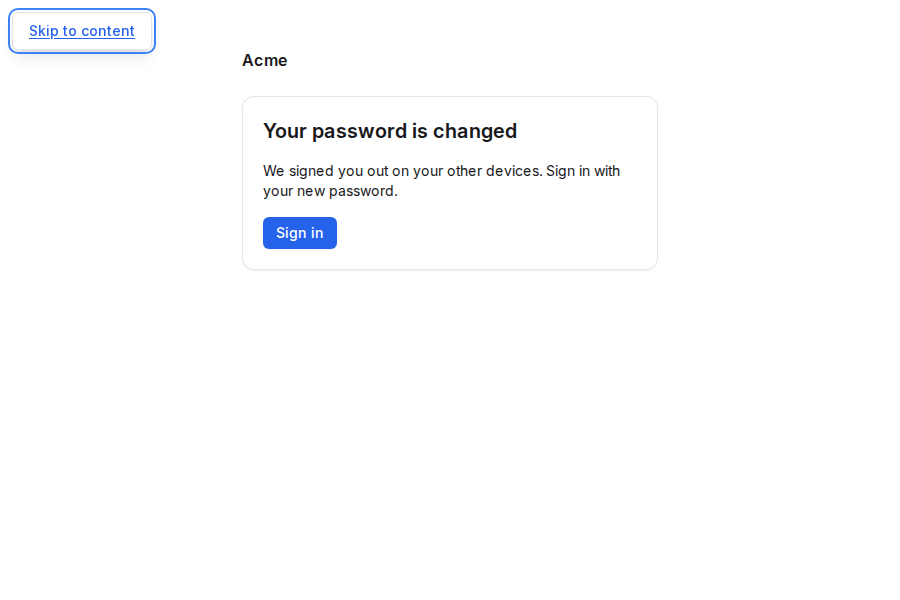 Skip to content
Acme
Your password is changed
We signed you out on your other devices. Sign in with
your new password.
Sign in